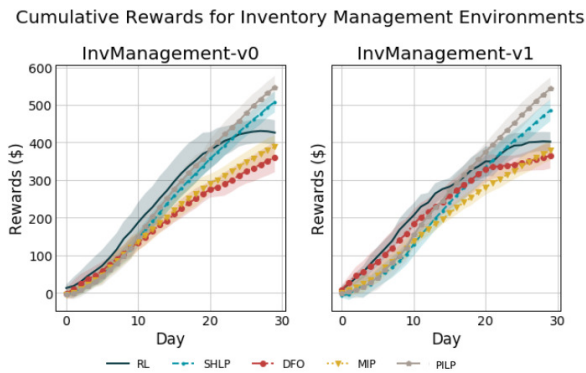 Cumulative Rewards for Inventory Management Environments
InvManagement-v0
InvManagement-v1
Rewards ($)
600
500
400
300
200
100
0
0 10 20 30
Day
Rewards ($)
0 10 20 30
Day
RL SHLP DFO MIP PILP